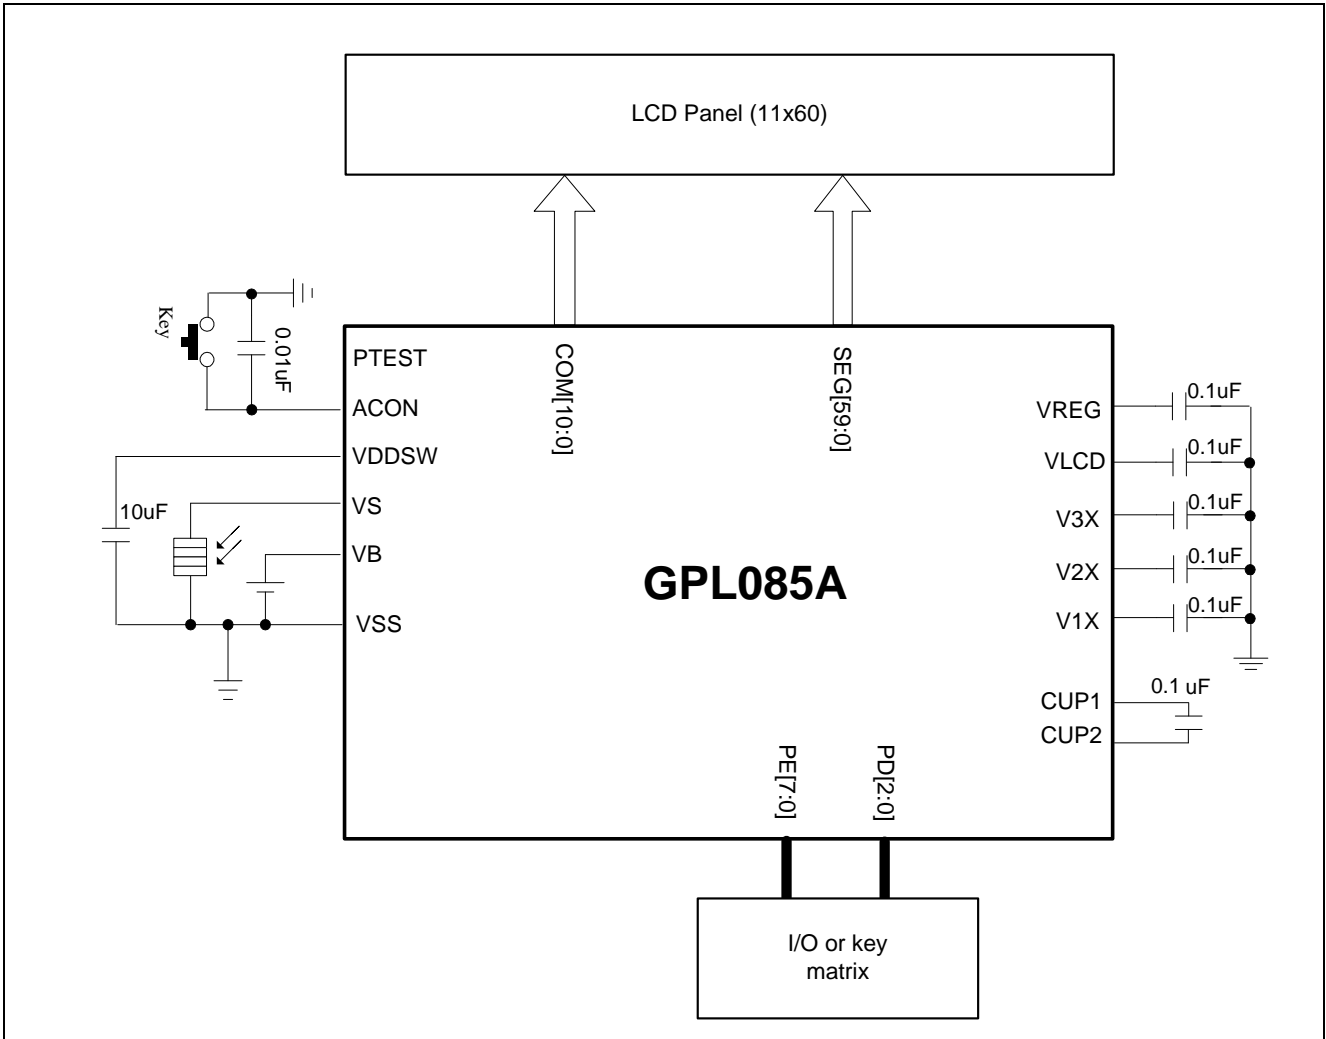 LCD Panel (11x60)
Key
0.01uF
PTEST
ACON
VDDSW
VS
VB
VSS
10uF
COM[10:0]
SEG[59:0]
GPL085A
VREG
VLCD
V3X
V2X
V1X
CUP1
CUP2
0.1uF
0.1uF
0.1uF
0.1uF
0.1uF
0.1 uF
PE[7:0]
PD[2:0]
I/O or key
matrix